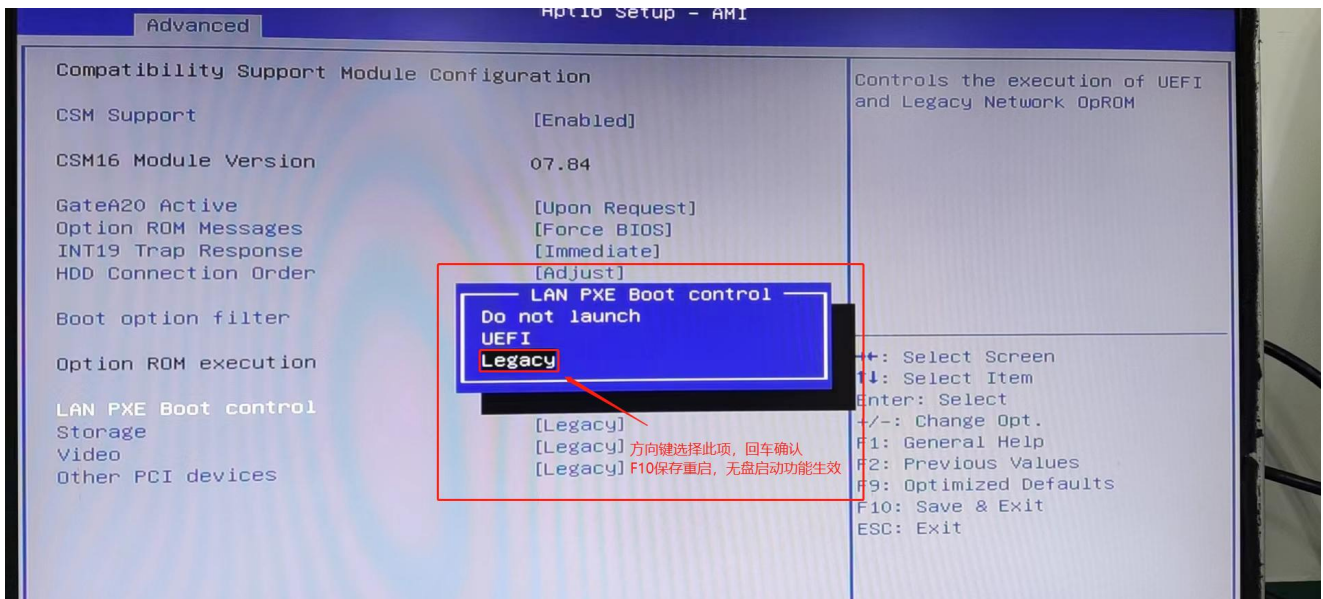 Aptio Setup - AMI
Advanced
Compatibility Support Module Configuration
CSM Support [Enabled]
CSM16 Module Version 07.84
GateA20 Active [Upon Request]
Option ROM Messages [Force BIOS]
INT19 Trap Response [Immediate]
HDD Connection Order [Adjust]
Boot option filter
Option ROM execution
LAN PXE Boot control
Storage [Legacy]
Video [Legacy]
Other PCI devices [Legacy]
LAN PXE Boot control
Do not launch
UEFI
Legacy
方向键选择此项，回车确认
F10保存重启，无盘启动功能生效
Controls the execution of UEFI
and Legacy Network OpROM
: Select Screen
↑↓: Select Item
Enter: Select
+/-: Change Opt.
F1: General Help
F2: Previous Values
F9: Optimized Defaults
F10: Save & Exit
ESC: Exit